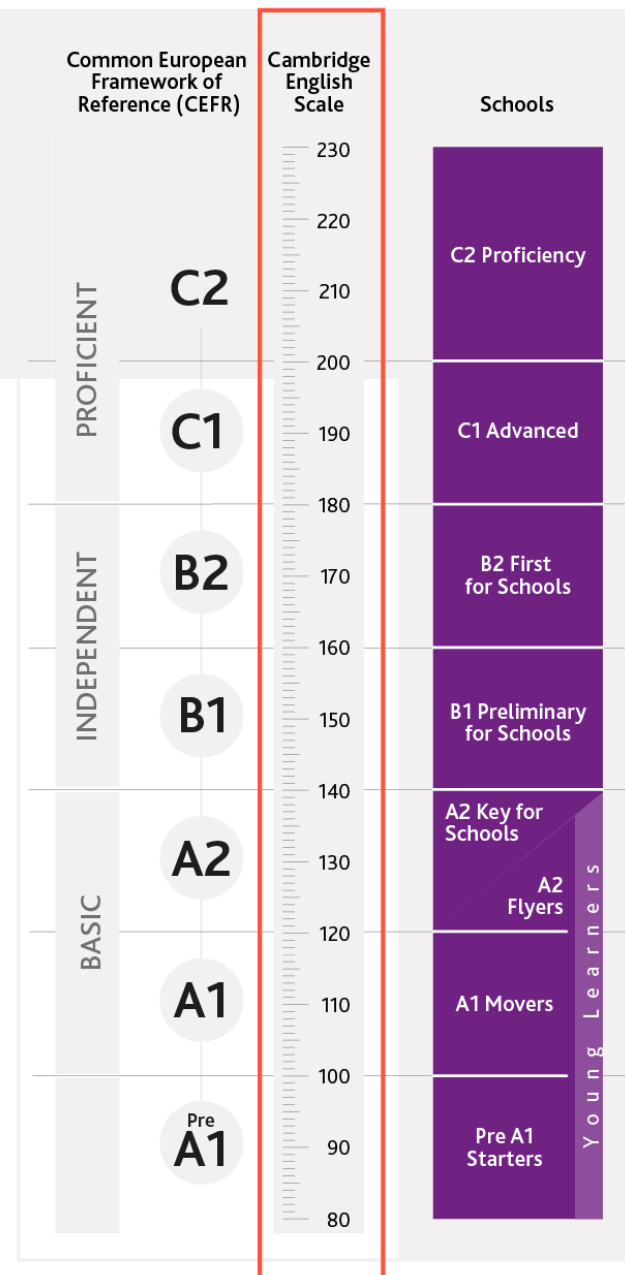 Common European
Framework of
Reference (CEFR)
Cambridge
English
Scale
Schools
230
220
210
200
190
180
170
160
150
140
130
120
110
100
90
80
PROFICIENT
INDEPENDENT
BASIC
C2
C1
B2
B1
A2
A1
Pre
A1
C2 Proficiency
C1 Advanced
B2 First
for Schools
B1 Preliminary
for Schools
A2 Key for
Schools
A2
Flyers
A1 Movers
Pre A1
Starters
Young Learners